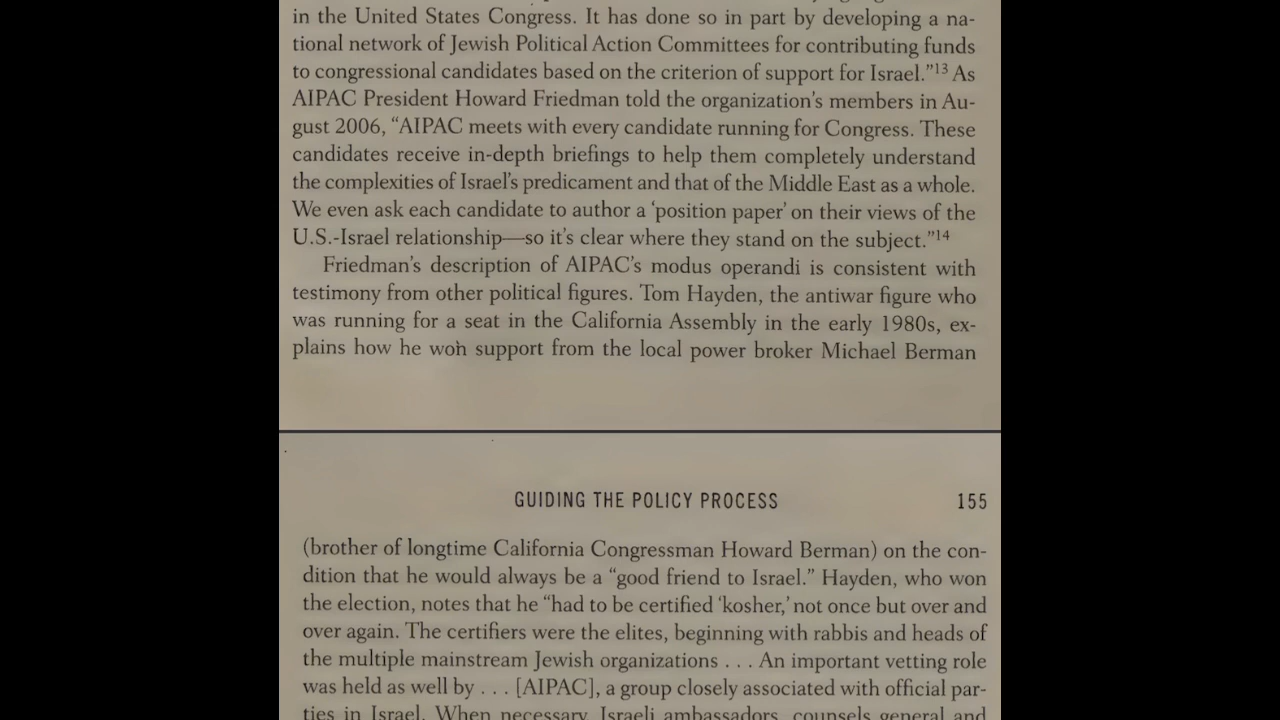 in the United States Congress. It has done so in part by developing a na-
tional network of Jewish Political Action Committees for contributing funds
to congressional candidates based on the criterion of support for Israel.”13 As
AIPAC President Howard Friedman told the organization’s members in Au-
gust 2006, “AIPAC meets with every candidate running for Congress. These
candidates receive in-depth briefings to help them completely understand
the complexities of Israel’s predicament and that of the Middle East as a whole.
We even ask each candidate to author a ‘position paper’ on their views of the
U.S.-Israel relationship—so it’s clear where they stand on the subject.”14
Friedman’s description of AIPAC’s modus operandi is consistent with
testimony from other political figures. Tom Hayden, the antiwar figure who
was running for a seat in the California Assembly in the early 1980s, ex-
plains how he won support from the local power broker Michael Berman
GUIDING THE POLICY PROCESS 155
(brother of longtime California Congressman Howard Berman) on the con-
dition that he would always be a “good friend to Israel.” Hayden, who won
the election, notes that he “had to be certified ‘kosher,’ not once but over and
over again. The certifiers were the elites, beginning with rabbis and heads of
the multiple mainstream Jewish organizations . . . An important vetting role
was held as well by . . . [AIPAC], a group closely associated with official par-
ties in Israel. When necessary, Israeli ambassadors, counsels general and